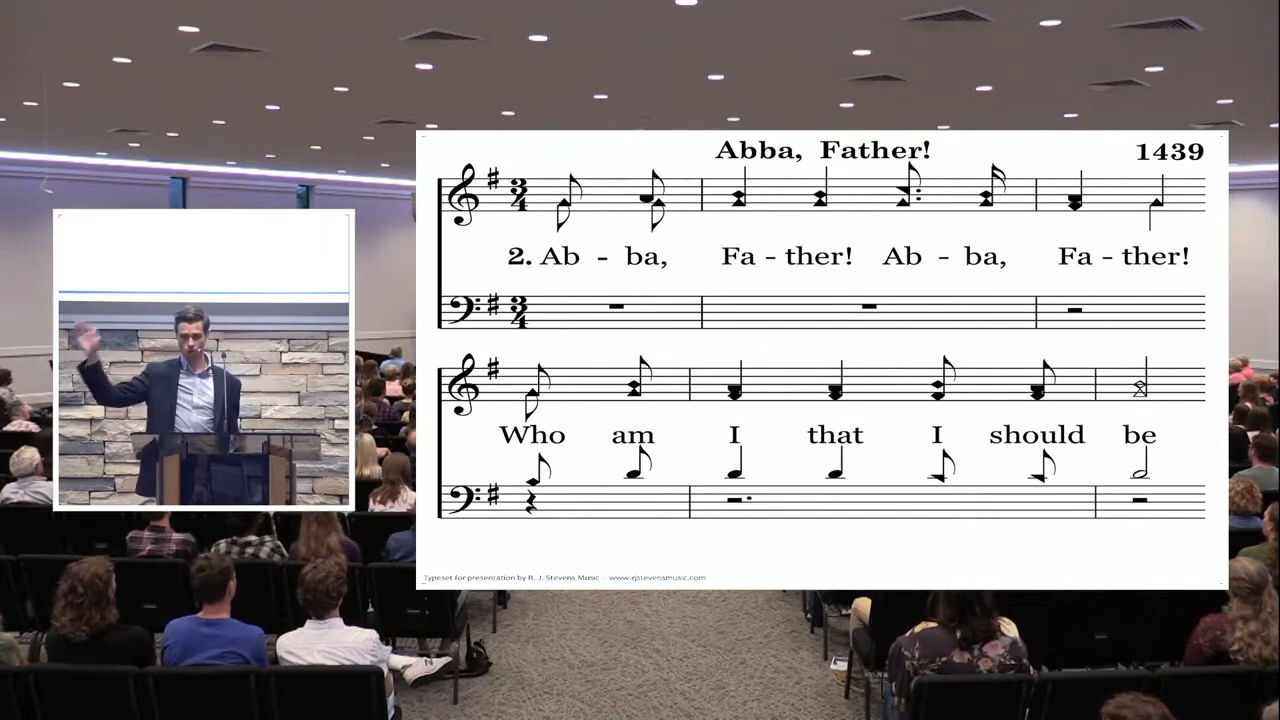 Abba, Father! 1439
2. Ab - ba, Fa - ther! Ab - ba, Fa - ther!
Who am I that I should be
Typeset for presentation by R. J. Stevens Music - www.rjstevensmusic.com